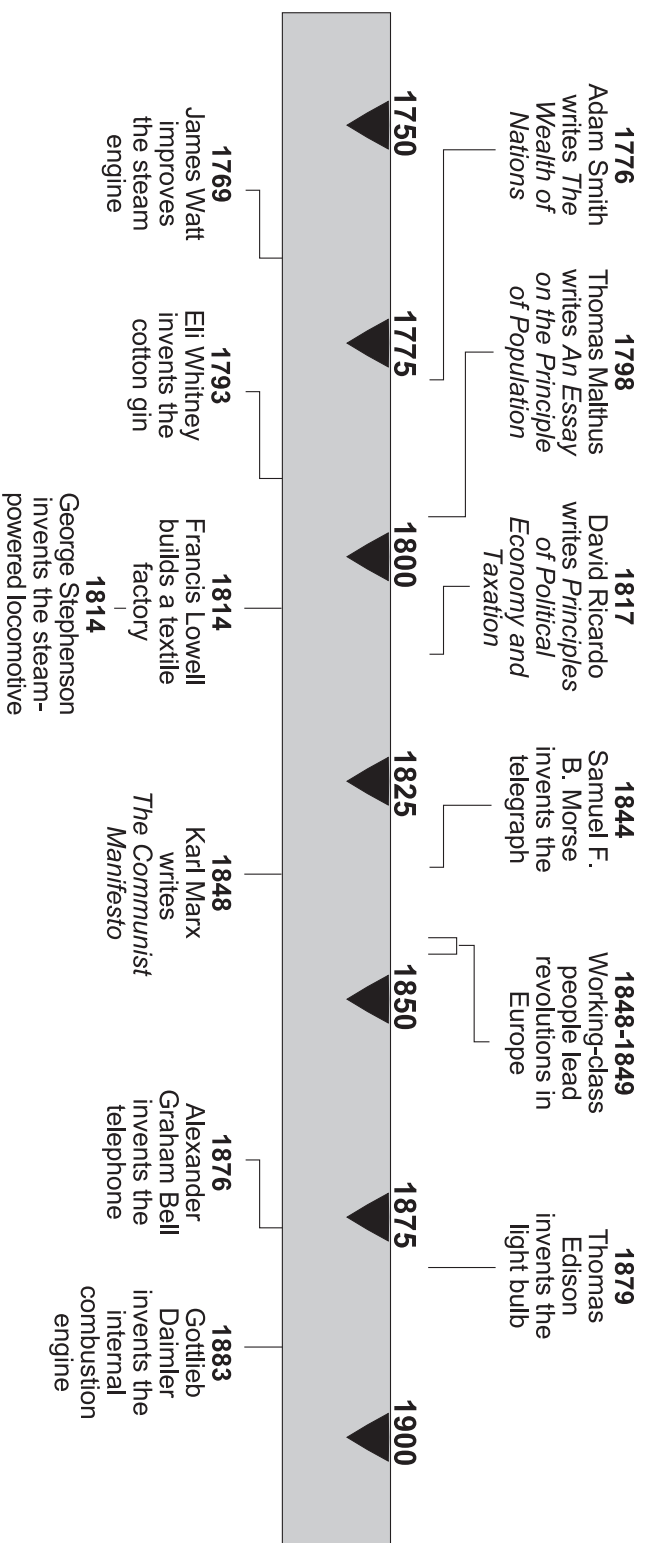 1776
Adam Smith
writes The
Wealth of
Nations
1798
Thomas Malthus
writes An Essay
on the Principle
of Population
1817
David Ricardo
writes Principles
of Political
Economy and
Taxation
1844
Samuel F.
B. Morse
invents the
telegraph
1848-1849
Working-class
people lead
revolutions in
Europe
1879
Thomas
Edison
invents the
light bulb
1750
1775
1800
1825
1850
1875
1900
1769
James Watt
improves
the steam
engine
1793
Eli Whitney
invents the
cotton gin
1814
Francis Lowell
builds a textile
factory
1814
George Stephenson
invents the steam-
powered locomotive
1848
Karl Marx
writes
The Communist
Manifesto
1876
Alexander
Graham Bell
invents the
telephone
1883
Gottlieb
Daimler
invents the
internal
combustion
engine